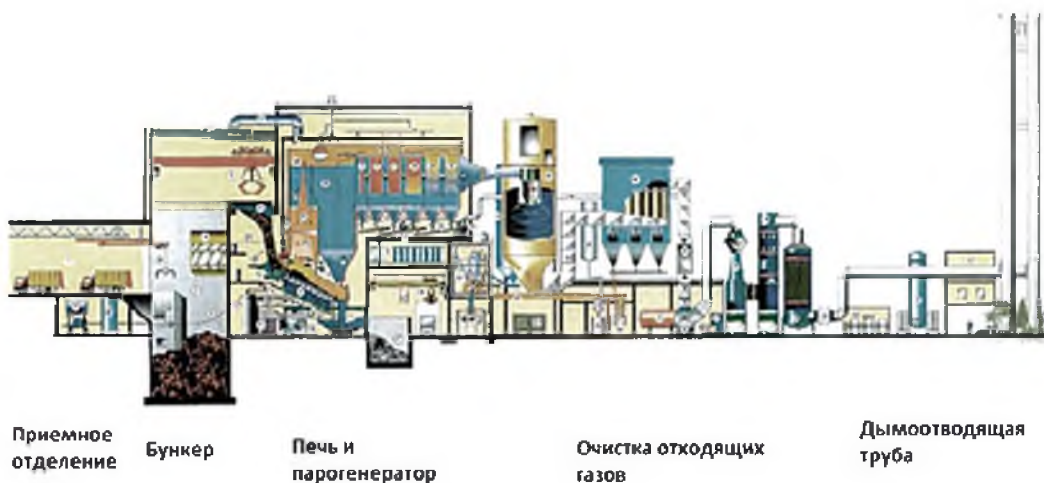 Приемное
отделение
Бункер
Печь и
парогенератор
Очистка отходящих
газов
Дымоотводящая
труба